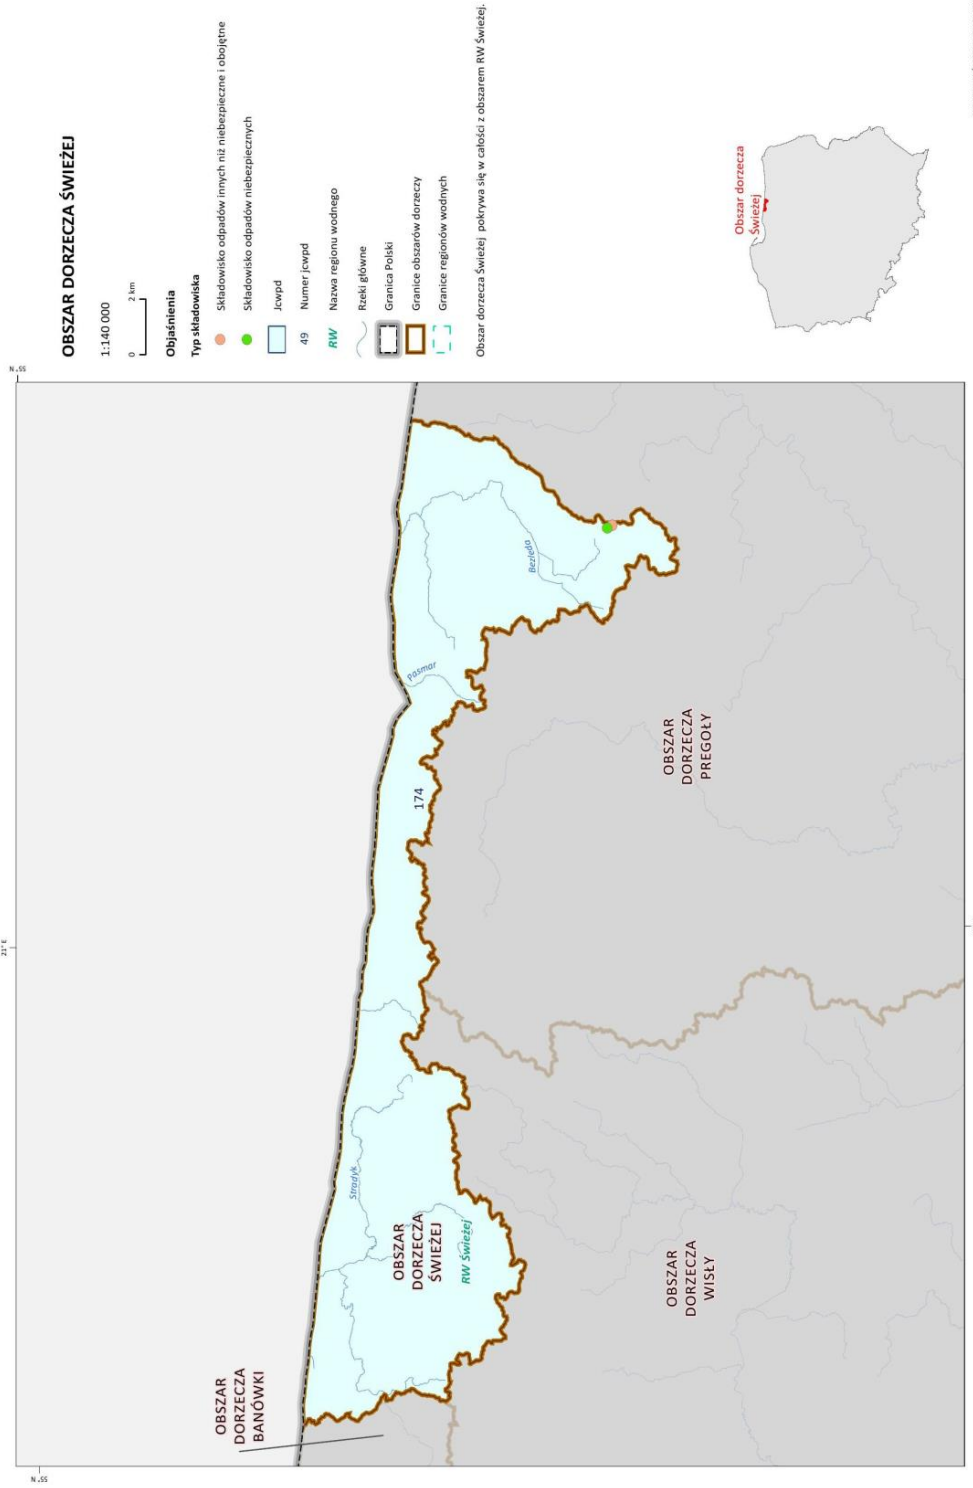 OBSZAR DORZECZA ŚWIEŻEJ
1:140 000
0 2 km
Objaśnienia
Typ składowiska
Składowisko odpadów innych niż niebezpieczne i obojętne
Składowisko odpadów niebezpiecznych
Jcwpd
49 Numer jcwpd
RW Nazwa regionu wodnego
Rzeki główne
Granica Polski
Granice obszarów dorzeczy
Granice regionów wodnych
Obszar dorzecza Świeżej pokrywa się w całości z obszarem RW Świeżej.
Obszar dorzecza
Świeżej
21°E
OBSZAR
DORZECZA
BANÓWKI
Stradyk
OBSZAR
DORZECZA
ŚWIEŻEJ
RW Świeżej
174
Pasmar
Bezleda
OBSZAR
DORZECZA
WISŁY
OBSZAR
DORZECZA
PREGOŁY